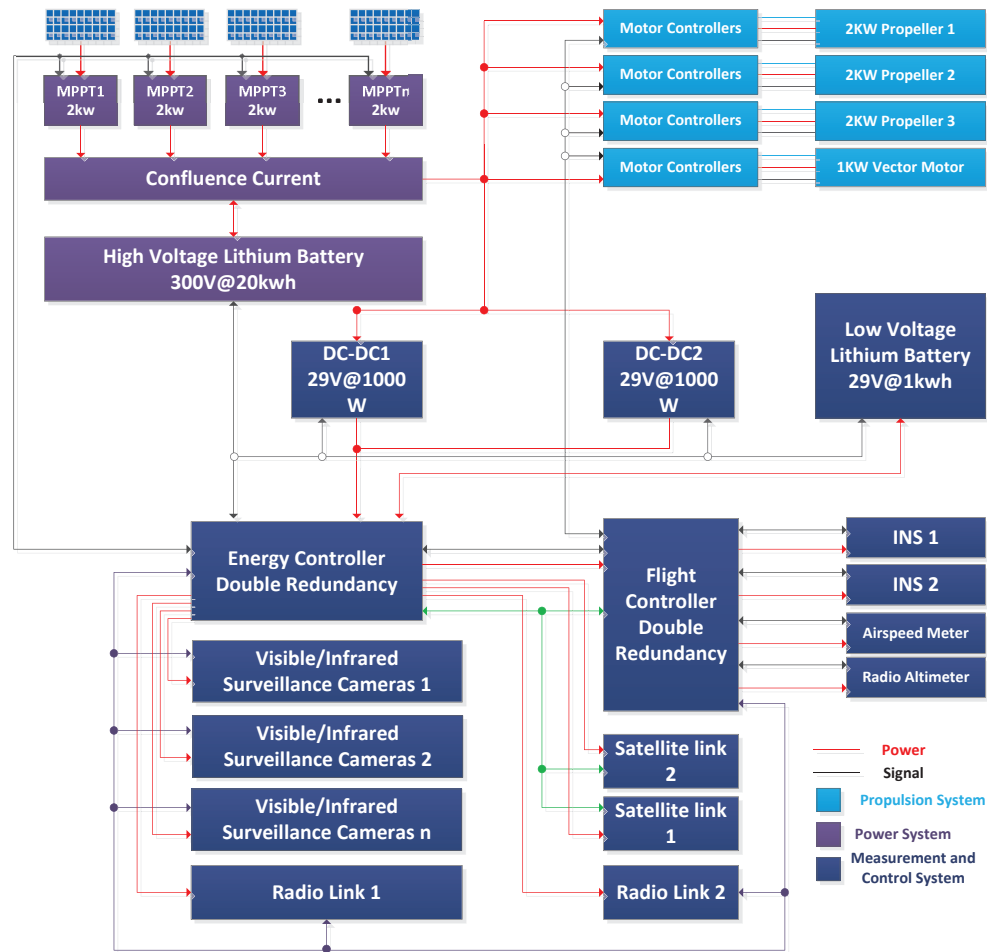 MPPT1
2kw
MPPT2
2kw
MPPT3
2kw
...
MPPTn
2kw
Motor Controllers
2KW Propeller 1
Motor Controllers
2KW Propeller 2
Motor Controllers
2KW Propeller 3
Motor Controllers
1KW Vector Motor
Confluence Current
High Voltage Lithium Battery
300V@20kwh
DC-DC1
29V@1000
W
DC-DC2
29V@1000
W
Low Voltage
Lithium Battery
29V@1kwh
Energy Controller
Double Redundancy
Flight
Controller
Double
Redundancy
INS 1
INS 2
Airspeed Meter
Radio Altimeter
Visible/Infrared
Surveillance Cameras 1
Visible/Infrared
Surveillance Cameras 2
Visible/Infrared
Surveillance Cameras n
Radio Link 1
Satellite link
2
Satellite link
1
Radio Link 2
Power
Signal
Propulsion System
Power System
Measurement and
Control System